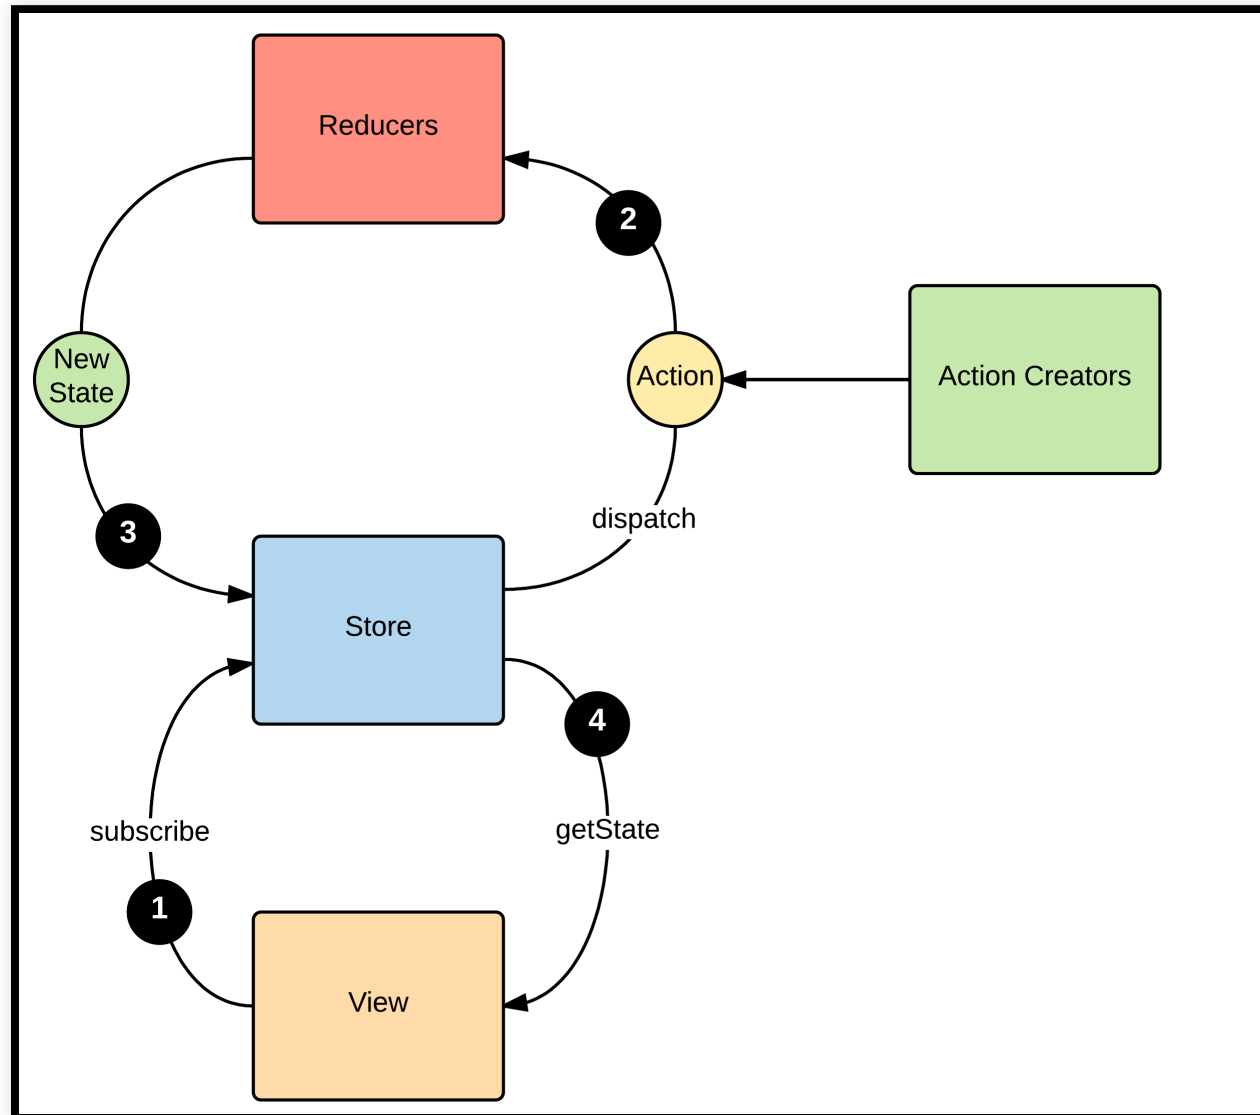 Reducers
2
New
State
Action
Action Creators
3
dispatch
Store
4
subscribe
getState
1
View